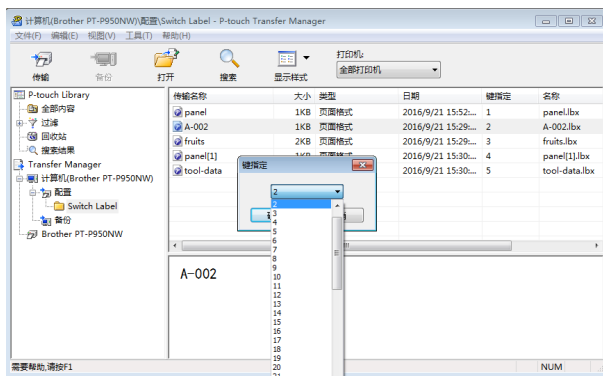 计算机(Brother PT-P950NW)\配置\Switch Label - P-touch Transfer Manager
文件(F) 编辑(E) 视图(V) 工具(T) 帮助(H)
传输 备份 打开 搜索 显示样式
打印机:
全部打印机
P-touch Library
全部内容
过滤
回收站
搜索结果
Transfer Manager
计算机(Brother PT-P950NW)
配置
Switch Label
备份
Brother PT-P950NW
传输名称 大小 类型 日期 键指定 名称
panel 1KB 页面格式 2016/9/21 15:52:... 1 panel.lbx
A-002 1KB 页面格式 2016/9/21 15:29:... 2 A-002.lbx
fruits 2KB 页面格式 2016/9/21 15:29:... 3 fruits.lbx
panel[1] 1KB 页面格式 2016/9/21 15:30:... 4 panel[1].lbx
tool-data 2016/9/21 15:30:... 5 tool-data.lbx
键指定
2
2
3
4
5
6
7
8
9
10
11
12
13
14
15
16
17
18
19
20
A-002
需要帮助,请按F1
NUM